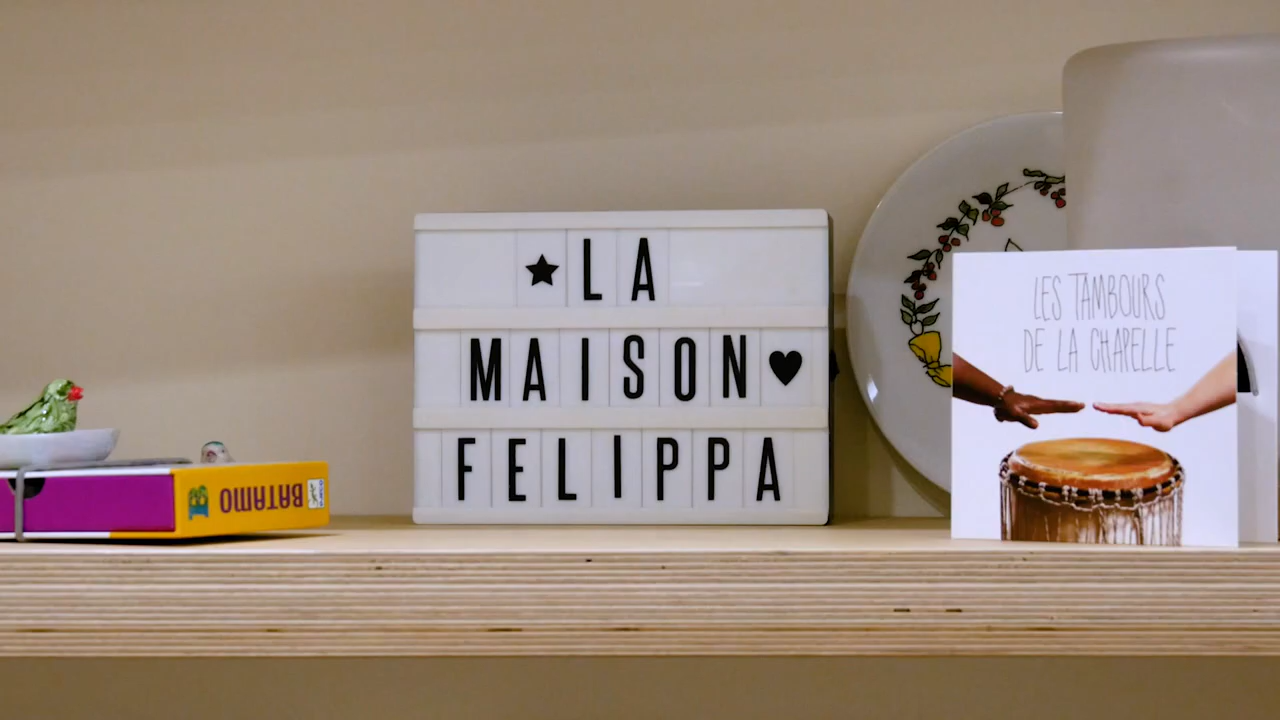 ★LA
MAISON♥
FELIPPA
LES TAMBOURS
DE LA CHAPELLE
BATAMO